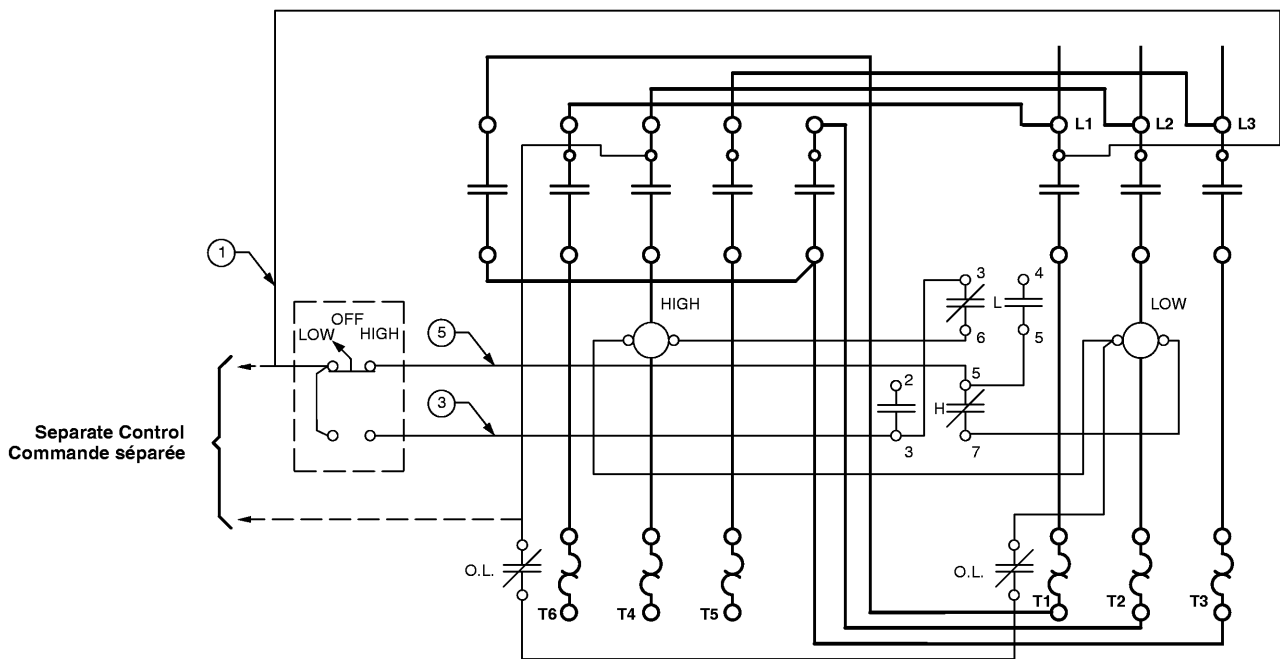 L1
L2
L3
1
3
4
HIGH
L
LOW
OFF
LOW
HIGH
5
6
5
5
2
3
H
Separate Control
Commande séparée
3
7
O.L.
O.L.
T6
T4
T5
T1
T2
T3